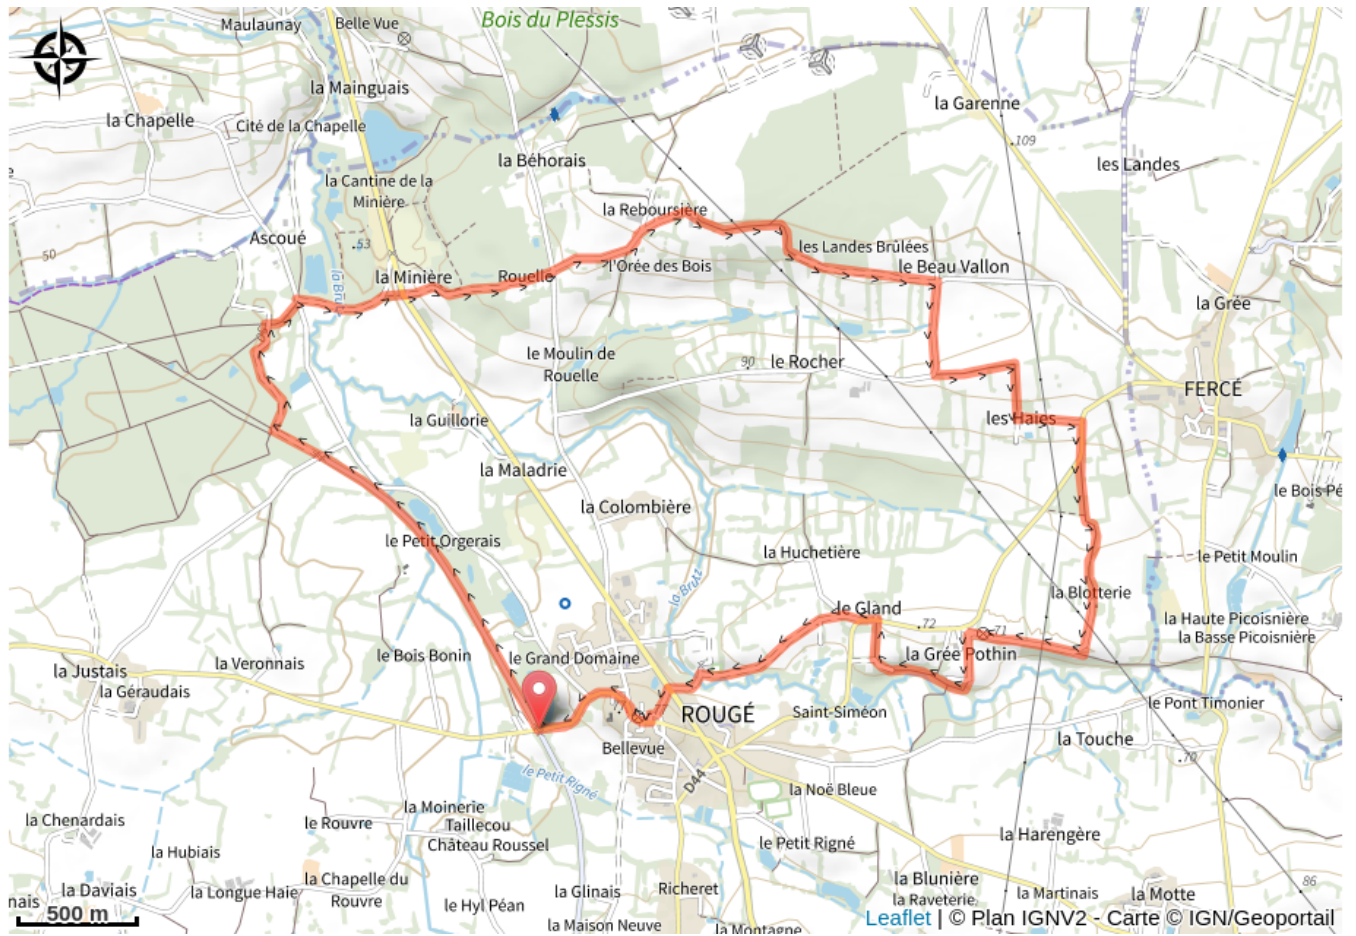 Bois du Plessis
Maulaunay
Belle Vue
la Mainguais
la Garenne
la Chapelle
Cité de la Chapelle
109
la Béhorais
les Landes
la Cantine de la
Minière
la Reboursière
Ascoué
53
les Landes Brûlées
50
la Minière
Rouelle
l'Orée des Bois
le Beau Vallon
la Grée
le Moulin de
Rouelle
90
le Rocher
FERCÉ
la Guillorie
les Haies
la Maladrie
le Bois Pé
la Colombière
le Petit Orgerais
la Huchetière
le Petit Moulin
la Brutz
la Blotterie
de Gland
72
71
la Haute Picoisnière
la Basse Picoisnière
le Bois Bonin
le Grand Domaine
la Grée Pothin
la Veronnais
la Justais
la Géraudais
ROUGÉ
Saint-Siméon
le Pont Timonier
Bellevue
la Touche
70
le Petit Rigné
D44
la Noë Bleue
la Moinerie
la Chenardais
le Rouvre
Taillecou
Château Roussel
la Harengère
le Petit Rigné
la Hubiais
la Chapelle du
Rouvre
la Blunière
86
la Daviais
la Longue Haie
la Glinais
Richeret
la Martinais
la Motte
nais
le Hyl Péan
la Raveterie
500 m
la Maison Neuve
la Montagne
Leaflet | © Plan IGNV2 - Carte © IGN/Geoportail